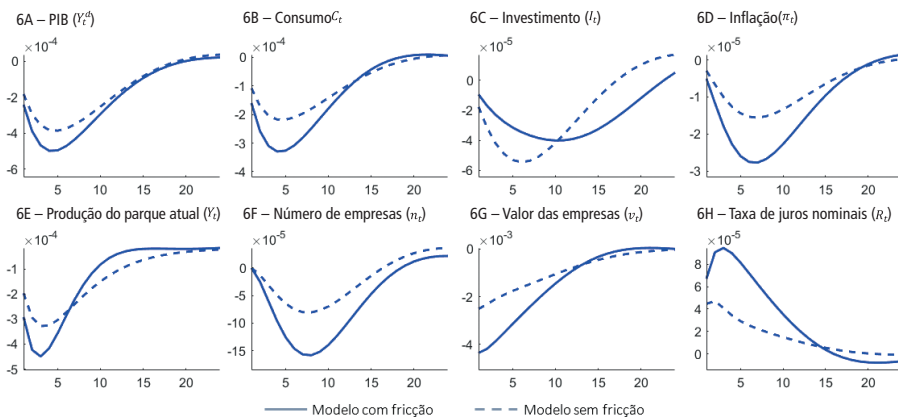 6A – PIB (Y_t^d)
×10⁻⁴
0
-2
-4
-6
5 10 15 20
6B – Consumo C_t
×10⁻⁴
0
-1
-2
-3
-4
5 10 15 20
6C – Investimento (I_t)
×10⁻⁵
0
-2
-4
-6
5 10 15 20
6D – Inflação(π_t)
×10⁻⁵
0
-1
-2
-3
5 10 15 20
6E – Produção do parque atual (Y_t)
×10⁻⁴
-1
-2
-3
-4
-5
5 10 15 20
6F – Número de empresas (n_t)
×10⁻⁵
0
-5
-10
-15
5 10 15 20
6G – Valor das empresas (v_t)
×10⁻³
0
-2
-4
5 10 15 20
6H – Taxa de juros nominais (R_t)
×10⁻⁵
8
6
4
2
0
5 10 15 20
Modelo com fricção Modelo sem fricção